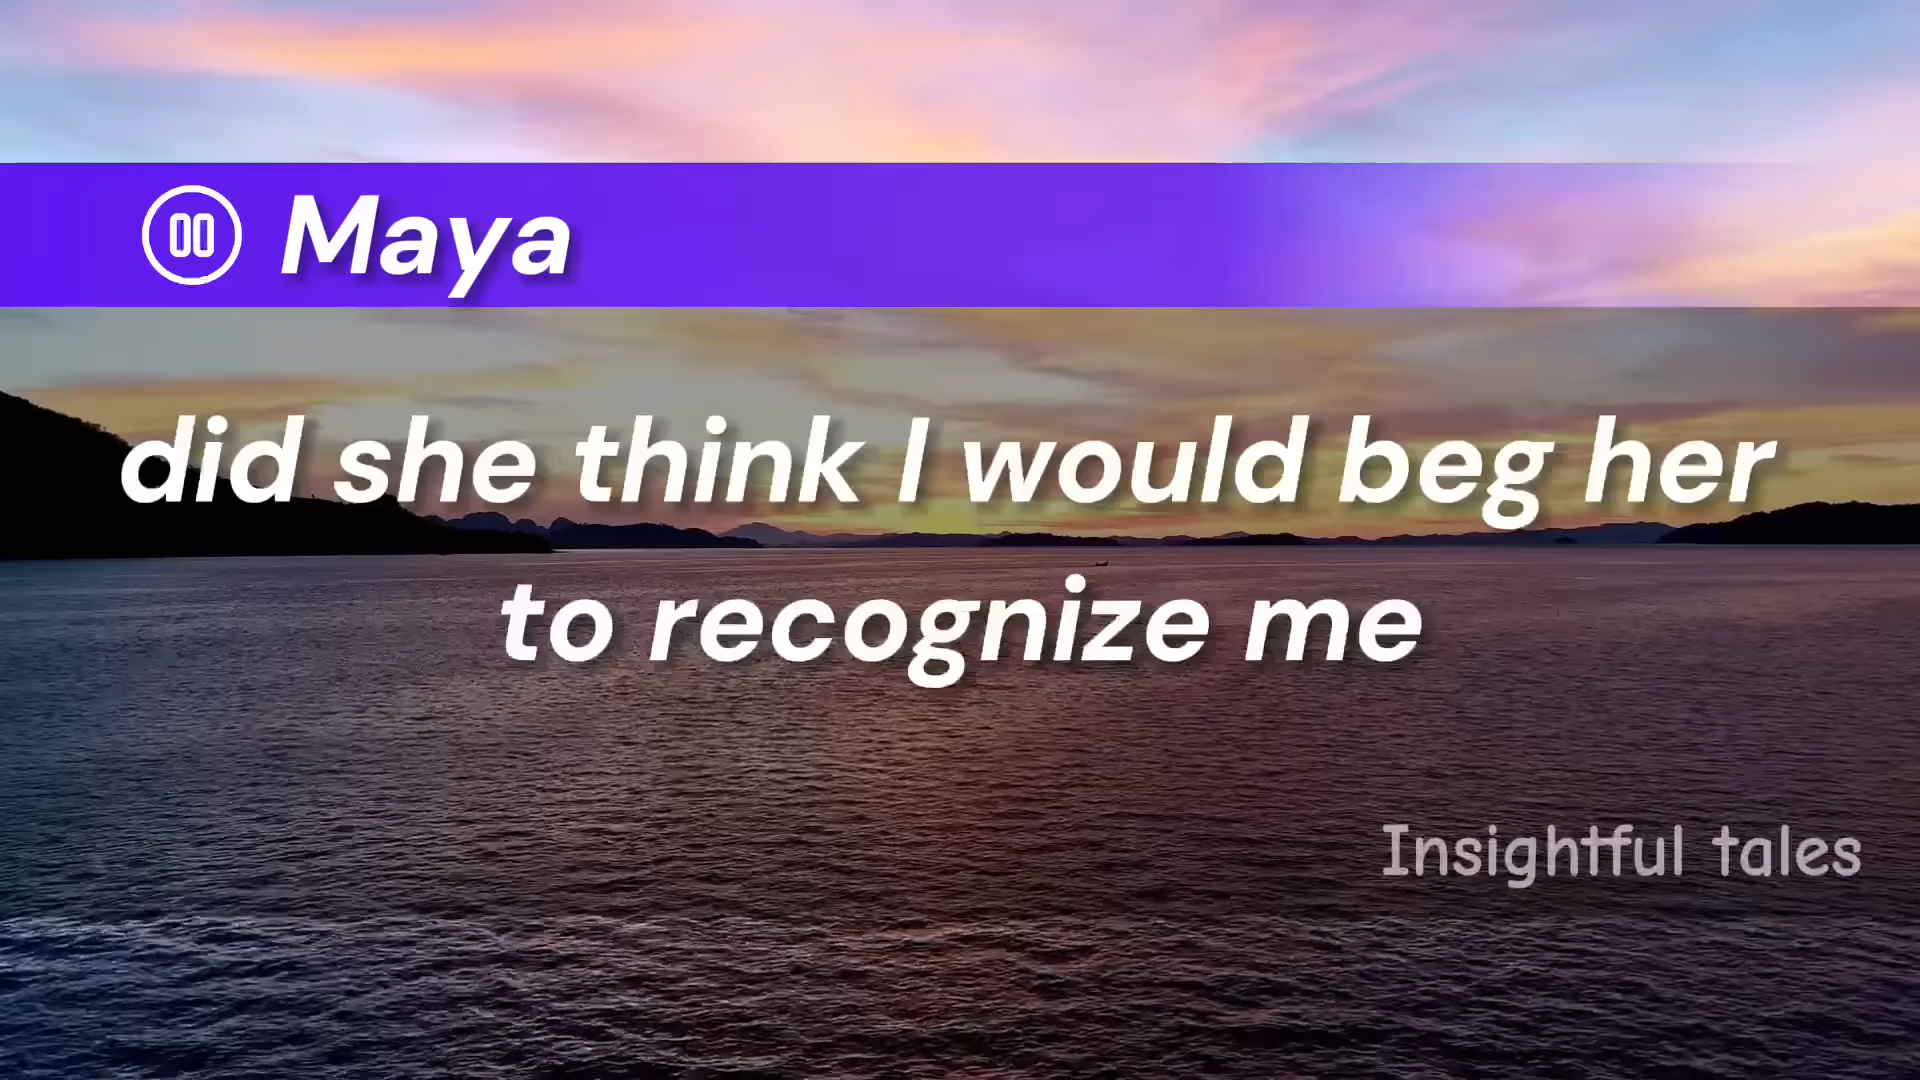 Maya
did she think I would beg her
to recognize me
Insightful tales